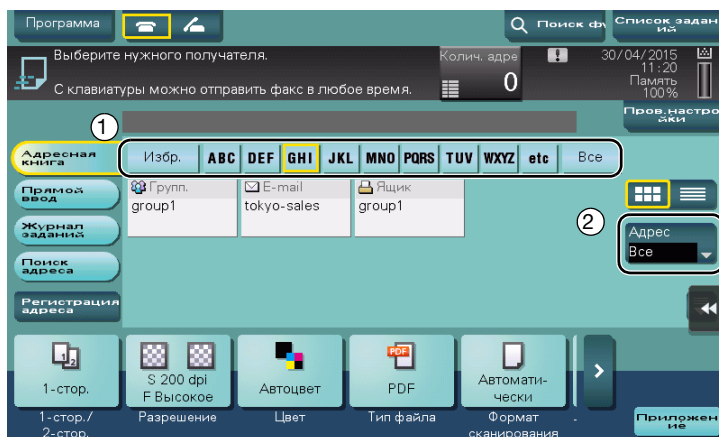 Программа
Поиск фу
Список задан
ий
Выберите нужного получателя.
С клавиатуры можно отправить факс в любое время.
Колич. адре
0
30/04/2015
11:20
Память
100%
Пров.настро
йки
1
Адресная
книга
Избр. ABC DEF GHI JKL MNO PQRS TUV WXYZ etc Все
Прямой
ввод
Журнал
заданий
Поиск
адреса
Регистрация
адреса
Групп.
group1
E-mail
tokyo-sales
Ящик
group1
2
Адрес
Все
1-стор.
S 200 dpi
F Высокое
Автоцвет
PDF
PDF
Автомати-
чески
1-стор./
2-стор.
Разрешение
Цвет
Тип файла
Формат
сканирования
Приложен
ие